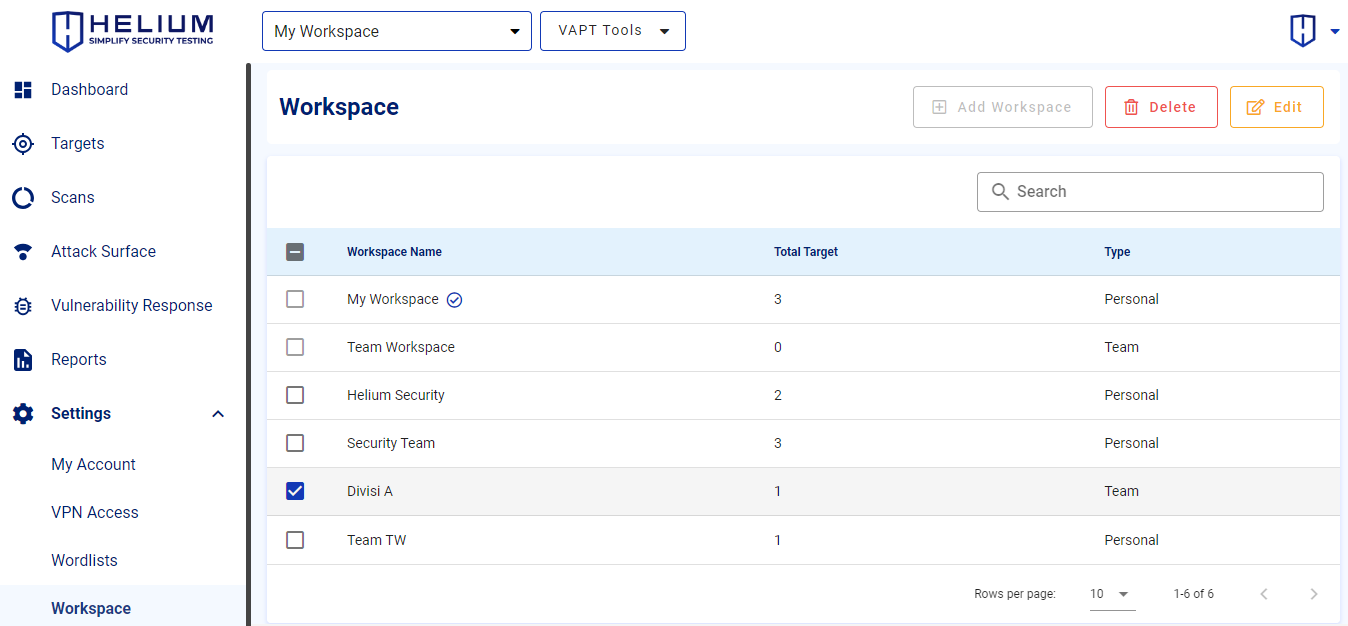 HELIUM
SIMPLIFY SECURITY TESTING
My Workspace
VAPT Tools
Dashboard
Targets
Scans
Attack Surface
Vulnerability Response
Reports
Settings
My Account
VPN Access
Wordlists
Workspace
Workspace
Add Workspace
Delete
Edit
Search
Workspace Name Total Target Type
My Workspace 3 Personal
Team Workspace 0 Team
Helium Security 2 Personal
Security Team 3 Personal
Divisi A 1 Team
Team TW 1 Personal
Rows per page: 10 1-6 of 6